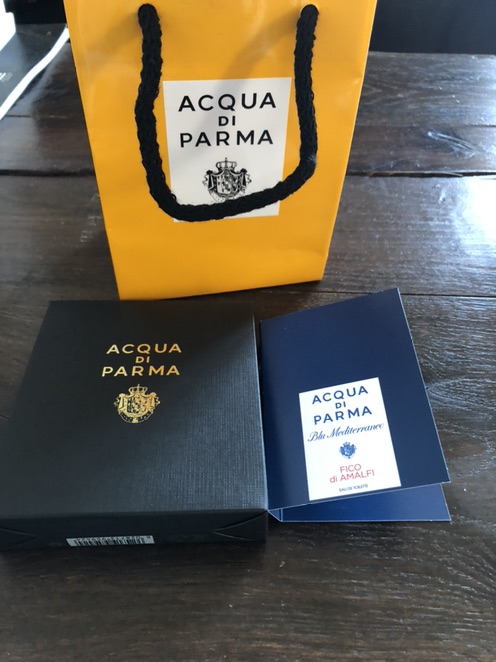 ACQUA
DI
PARMA
ACQUA
DI
PARMA
ACQUA
DI
PARMA
Blu Mediterraneo
FICO
di AMALFI
EAU DE TOILETTE